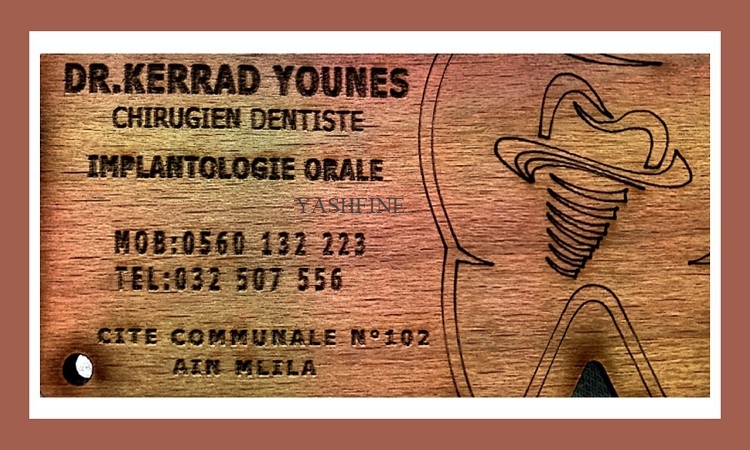 DR.KERRAD YOUNES
CHIRUGIEN DENTISTE
IMPLANTOLOGIE ORALE
YASHFINE
MOB:0560 132 223
TEL:032 507 556
CITE COMMUNALE N°102
AIN MLILA